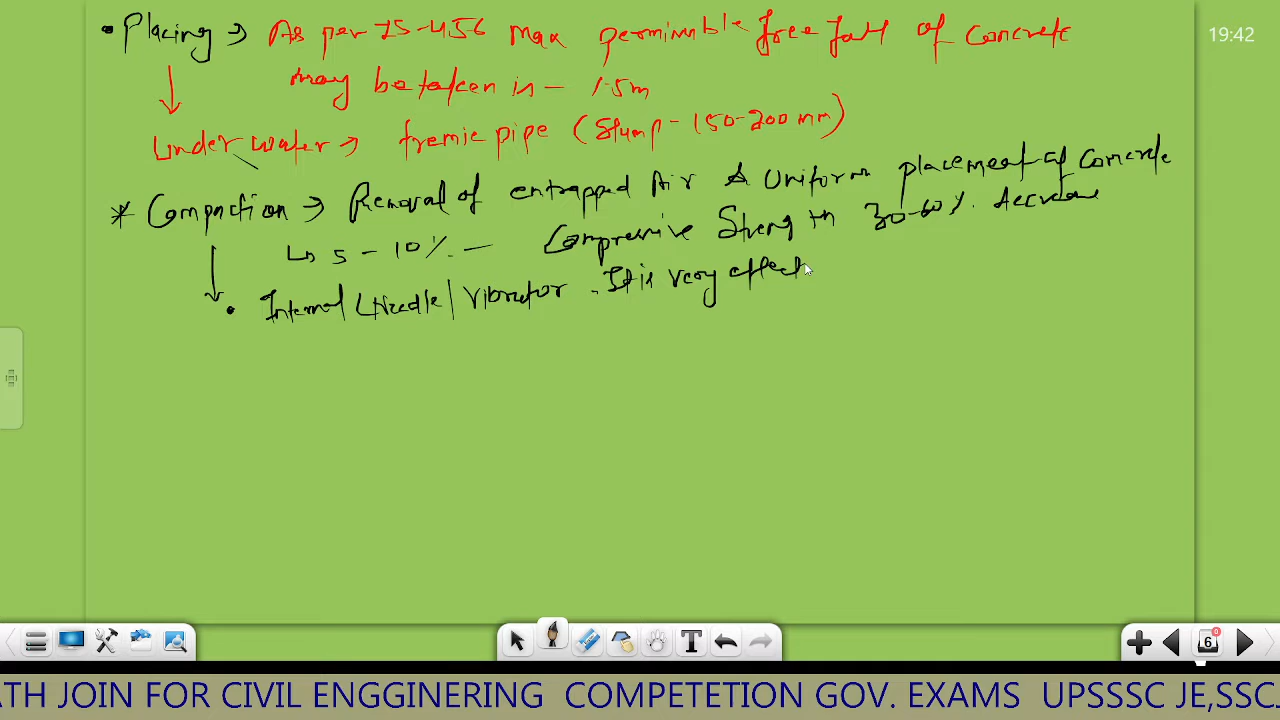 19:42
• Placing → As per IS-456 Max permissible free fall of Concrete
may be taken in - 1.5m
Under water → tremie pipe (Slump - 150-200 mm)
* Compaction → Removal of entrapped Air & Uniform placement of Concrete
↳ 5 - 10% — Compressive Strength 30-60% decrease
• Internal (Needle) Vibrator . It is very effect
6
ATH JOIN FOR CIVIL ENGGINERING COMPETETION GOV. EXAMS UPSSSC JE,SSC